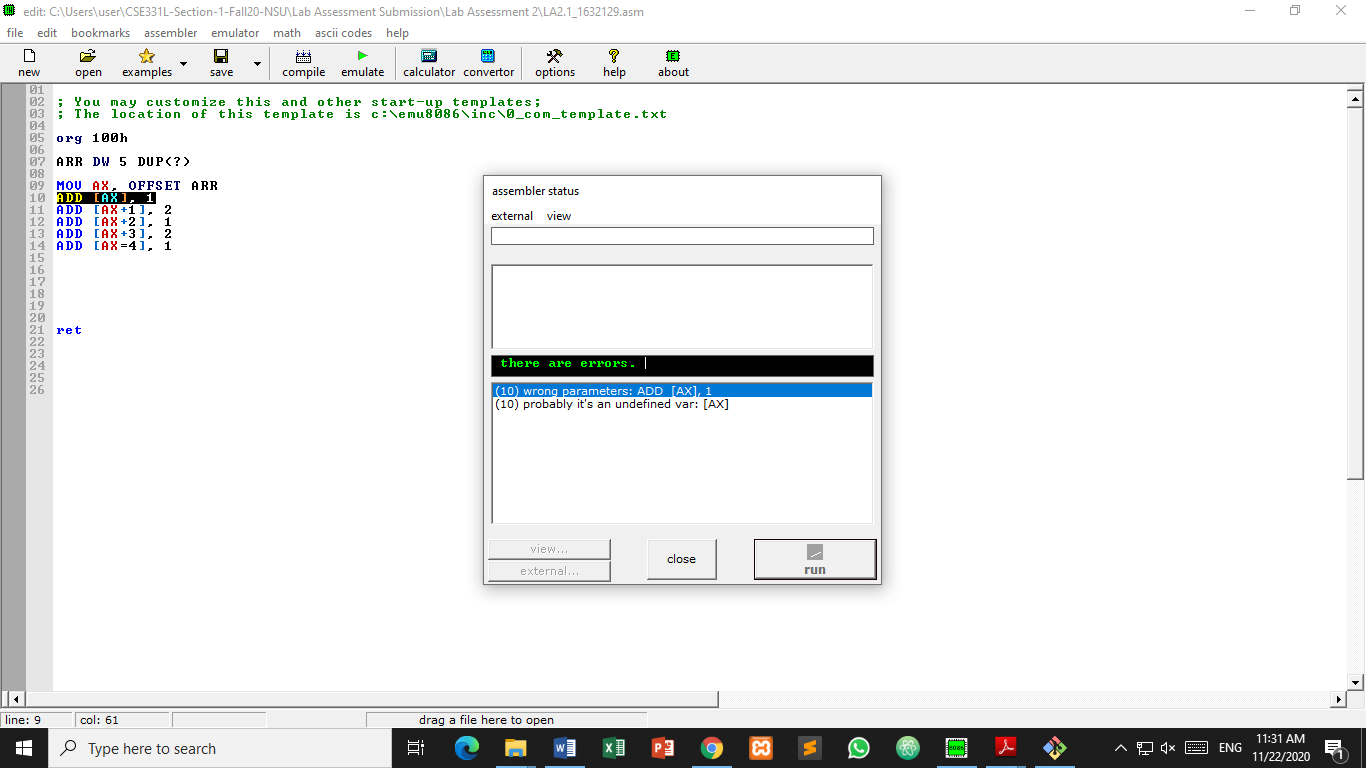 edit: C:\Users\user\CSE331L-Section-1-Fall20-NSU\Lab Assessment Submission\Lab Assessment 2\LA2.1_1632129.asm
file edit bookmarks assembler emulator math ascii codes help
new open examples save compile emulate calculator convertor options help about
01
02 ; You may customize this and other start-up templates;
03 ; The location of this template is c:\emu8086\inc\0_com_template.txt
04
05 org 100h
06
07 ARR DW 5 DUP(?)
08
09 MOV AX, OFFSET ARR
10 ADD [AX], 1
11 ADD [AX+1], 2
12 ADD [AX+2], 1
13 ADD [AX+3], 2
14 ADD [AX=4], 1
15
16
17
18
19
20
21 ret
22
23
24
25
26
assembler status
external view
there are errors.
(10) wrong parameters: ADD [AX], 1
(10) probably it's an undefined var: [AX]
view...
external...
close
run
line: 9 col: 61 drag a file here to open
Type here to search
ENG
11:31 AM
11/22/2020
1